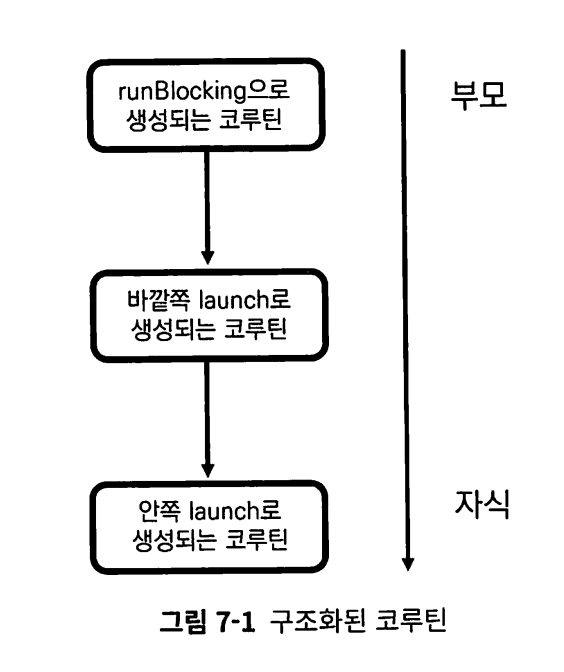 runBlocking으로
생성되는 코루틴
부모
바깥쪽 launch로
생성되는 코루틴
안쪽 launch로
생성되는 코루틴
자식
그림 7-1 구조화된 코루틴